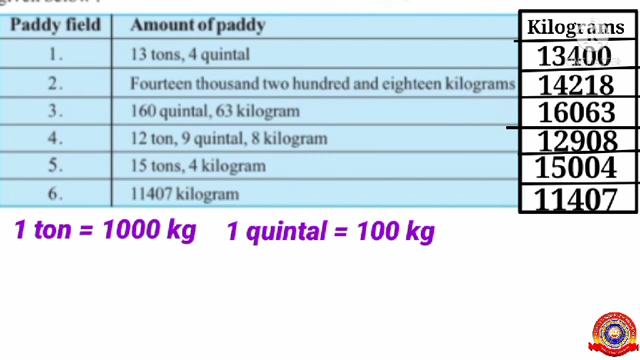 given below :
Paddy field Amount of paddy Kilograms
1. 13 tons, 4 quintal 13400
2. Fourteen thousand two hundred and eighteen kilograms 14218
3. 160 quintal, 63 kilogram 16063
4. 12 ton, 9 quintal, 8 kilogram 12908
5. 15 tons, 4 kilogram 15004
6. 11407 kilogram 11407
1 ton = 1000 kg 1 quintal = 100 kg